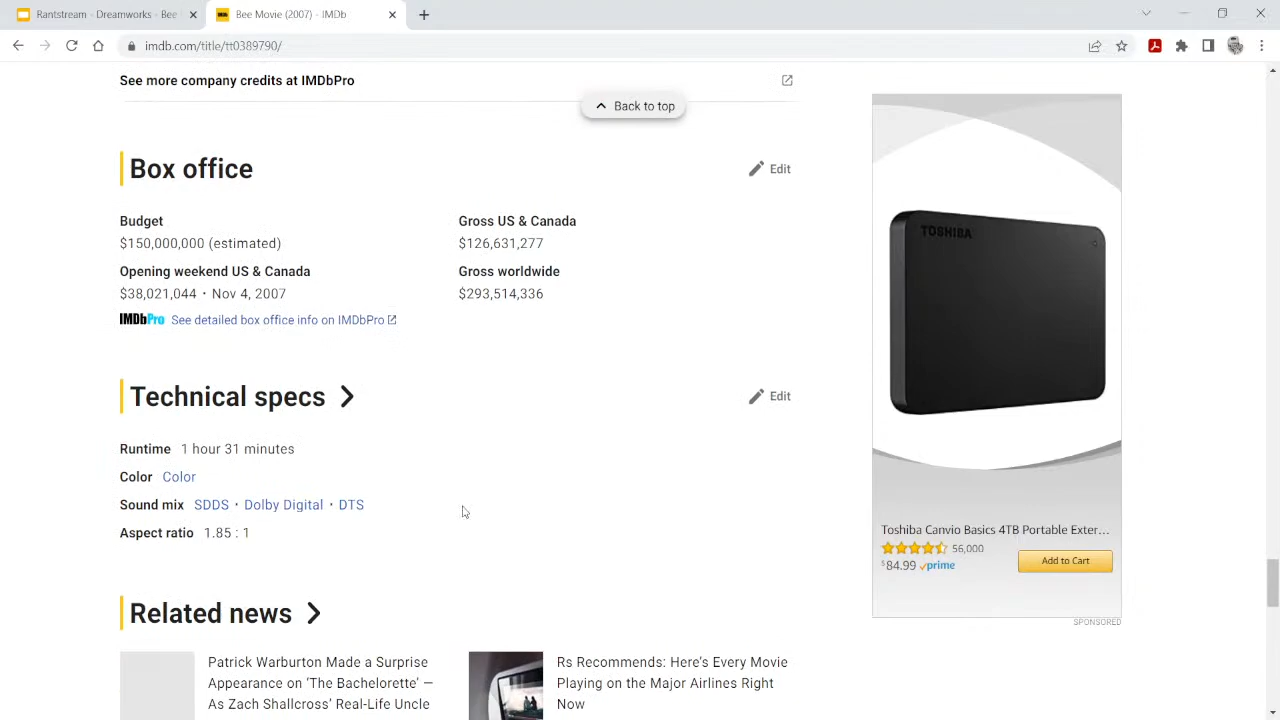 Rantstream - Dreamworks - Bee
Bee Movie (2007) - IMDb
imdb.com/title/tt0389790/
See more company credits at IMDbPro
Back to top
Box office
Edit
Budget
$150,000,000 (estimated)
Gross US & Canada
$126,631,277
Opening weekend US & Canada
$38,021,044 · Nov 4, 2007
Gross worldwide
$293,514,336
IMDbPro See detailed box office info on IMDbPro
Technical specs
Edit
Runtime 1 hour 31 minutes
Color Color
Sound mix SDDS · Dolby Digital · DTS
Aspect ratio 1.85 : 1
Related news
Patrick Warburton Made a Surprise
Appearance on ‘The Bachelorette’ —
As Zach Shallcross’ Real-Life Uncle
Rs Recommends: Here’s Every Movie
Playing on the Major Airlines Right
Now
TOSHIBA
Toshiba Canvio Basics 4TB Portable Exter...
56,000
$84.99 prime
Add to Cart
SPONSORED